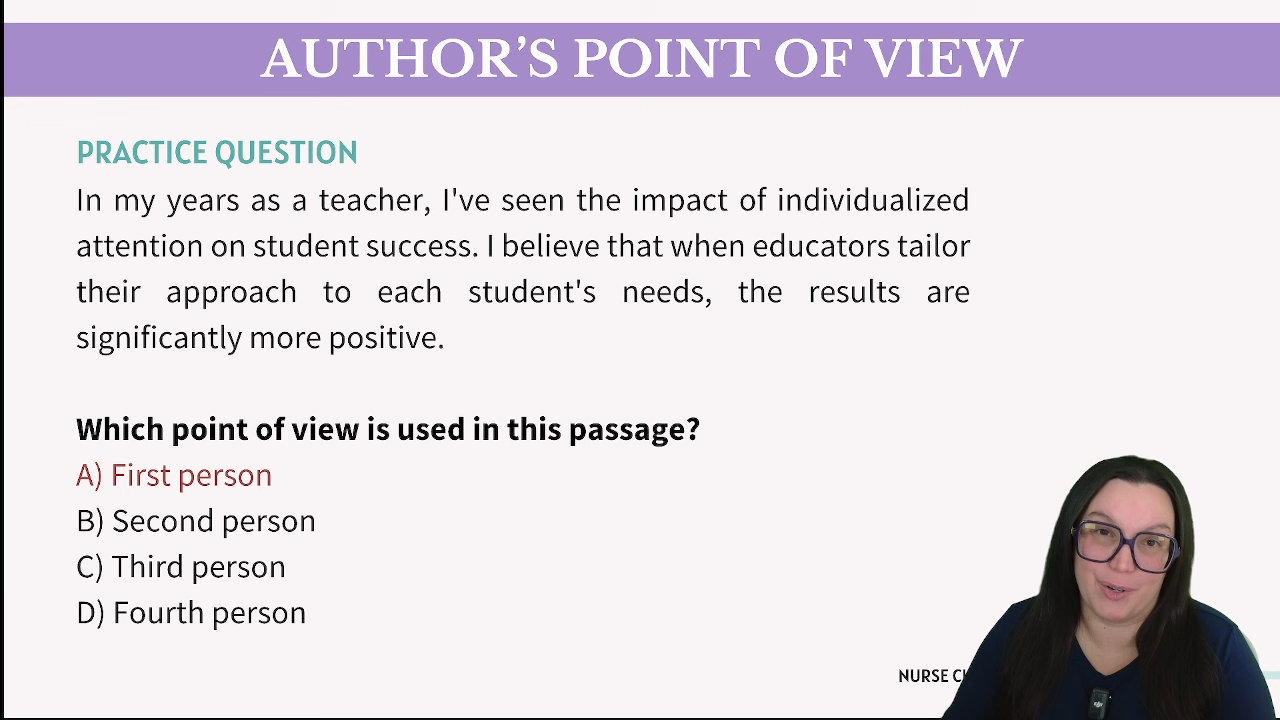 AUTHOR'S POINT OF VIEW
PRACTICE QUESTION
In my years as a teacher, I've seen the impact of individualized
attention on student success. I believe that when educators tailor
their approach to each student's needs, the results are
significantly more positive.
Which point of view is used in this passage?
A) First person
B) Second person
C) Third person
D) Fourth person
NURSE